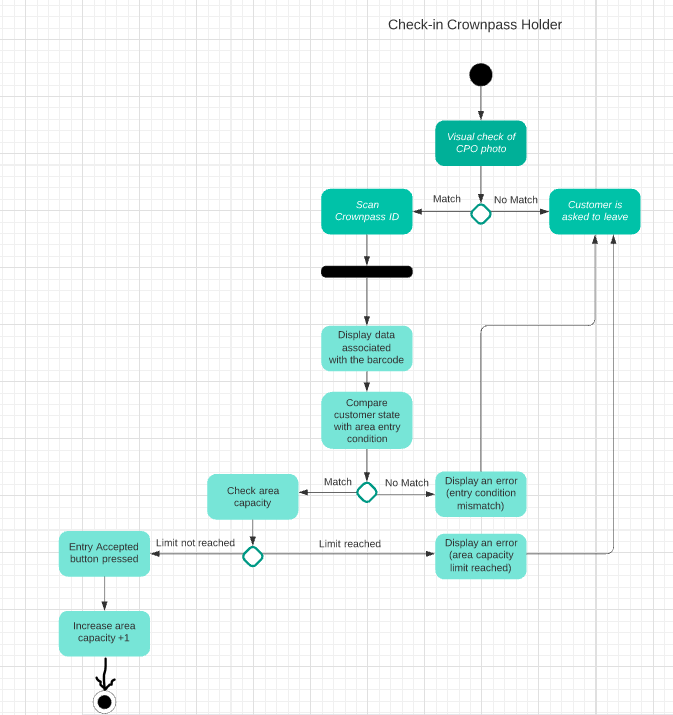 Check-in Crownpass Holder
Visual check of
CPO photo
Match
No Match
Scan
Crownpass ID
Customer is
asked to leave
Display data
associated
with the barcode
Compare
customer state
with area entry
condition
Match
No Match
Check area
capacity
Display an error
(entry condition
mismatch)
Limit not reached
Limit reached
Entry Accepted
button pressed
Display an error
(area capacity
limit reached)
Increase area
capacity +1